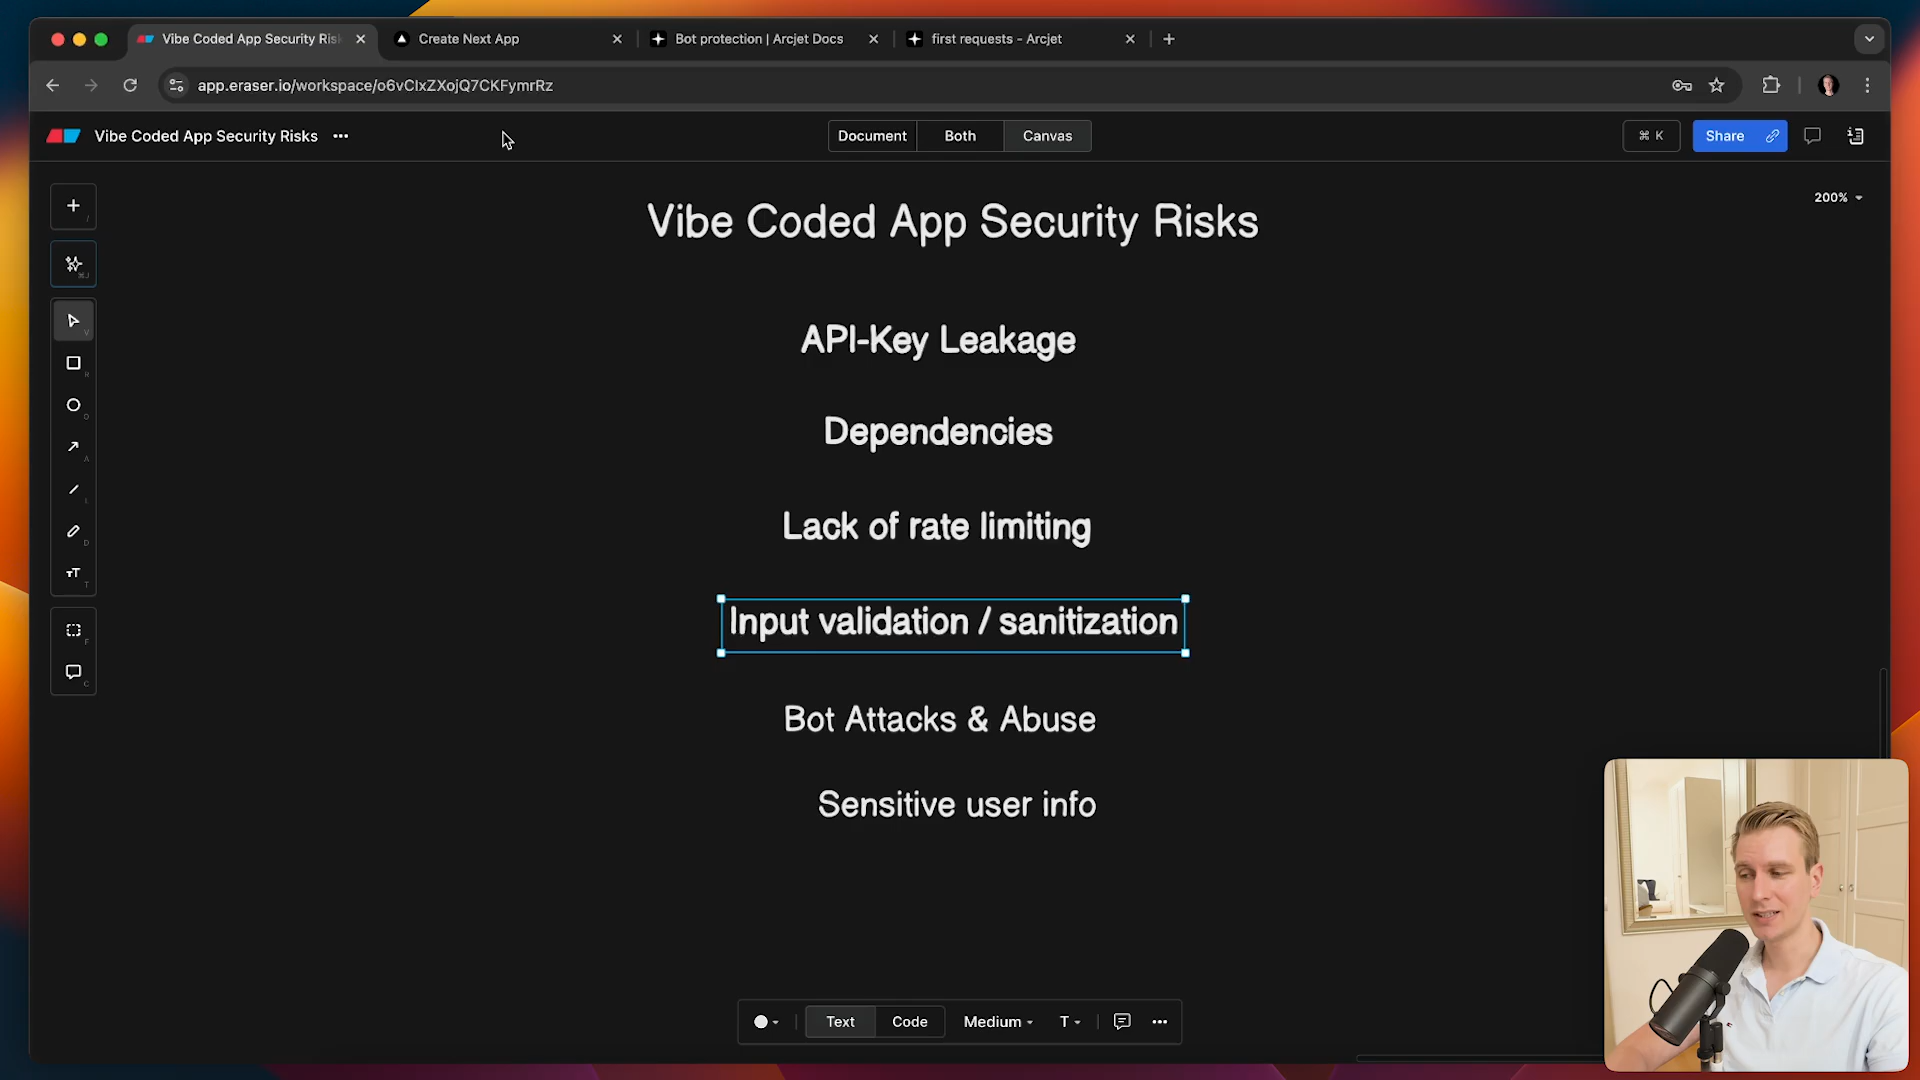 Vibe Coded App Security Ris
Create Next App
Bot protection | Arcjet Docs
first requests - Arcjet
app.eraser.io/workspace/o6vCIxZXojQ7CKFymrRz
Vibe Coded App Security Risks
Document
Both
Canvas
⌘ K
Share
200%
Vibe Coded App Security Risks
API-Key Leakage
Dependencies
Lack of rate limiting
Input validation / sanitization
Bot Attacks & Abuse
Sensitive user info
/
⌘J
V
R
O
A
L
D
T
F
C
Text
Code
Medium
T